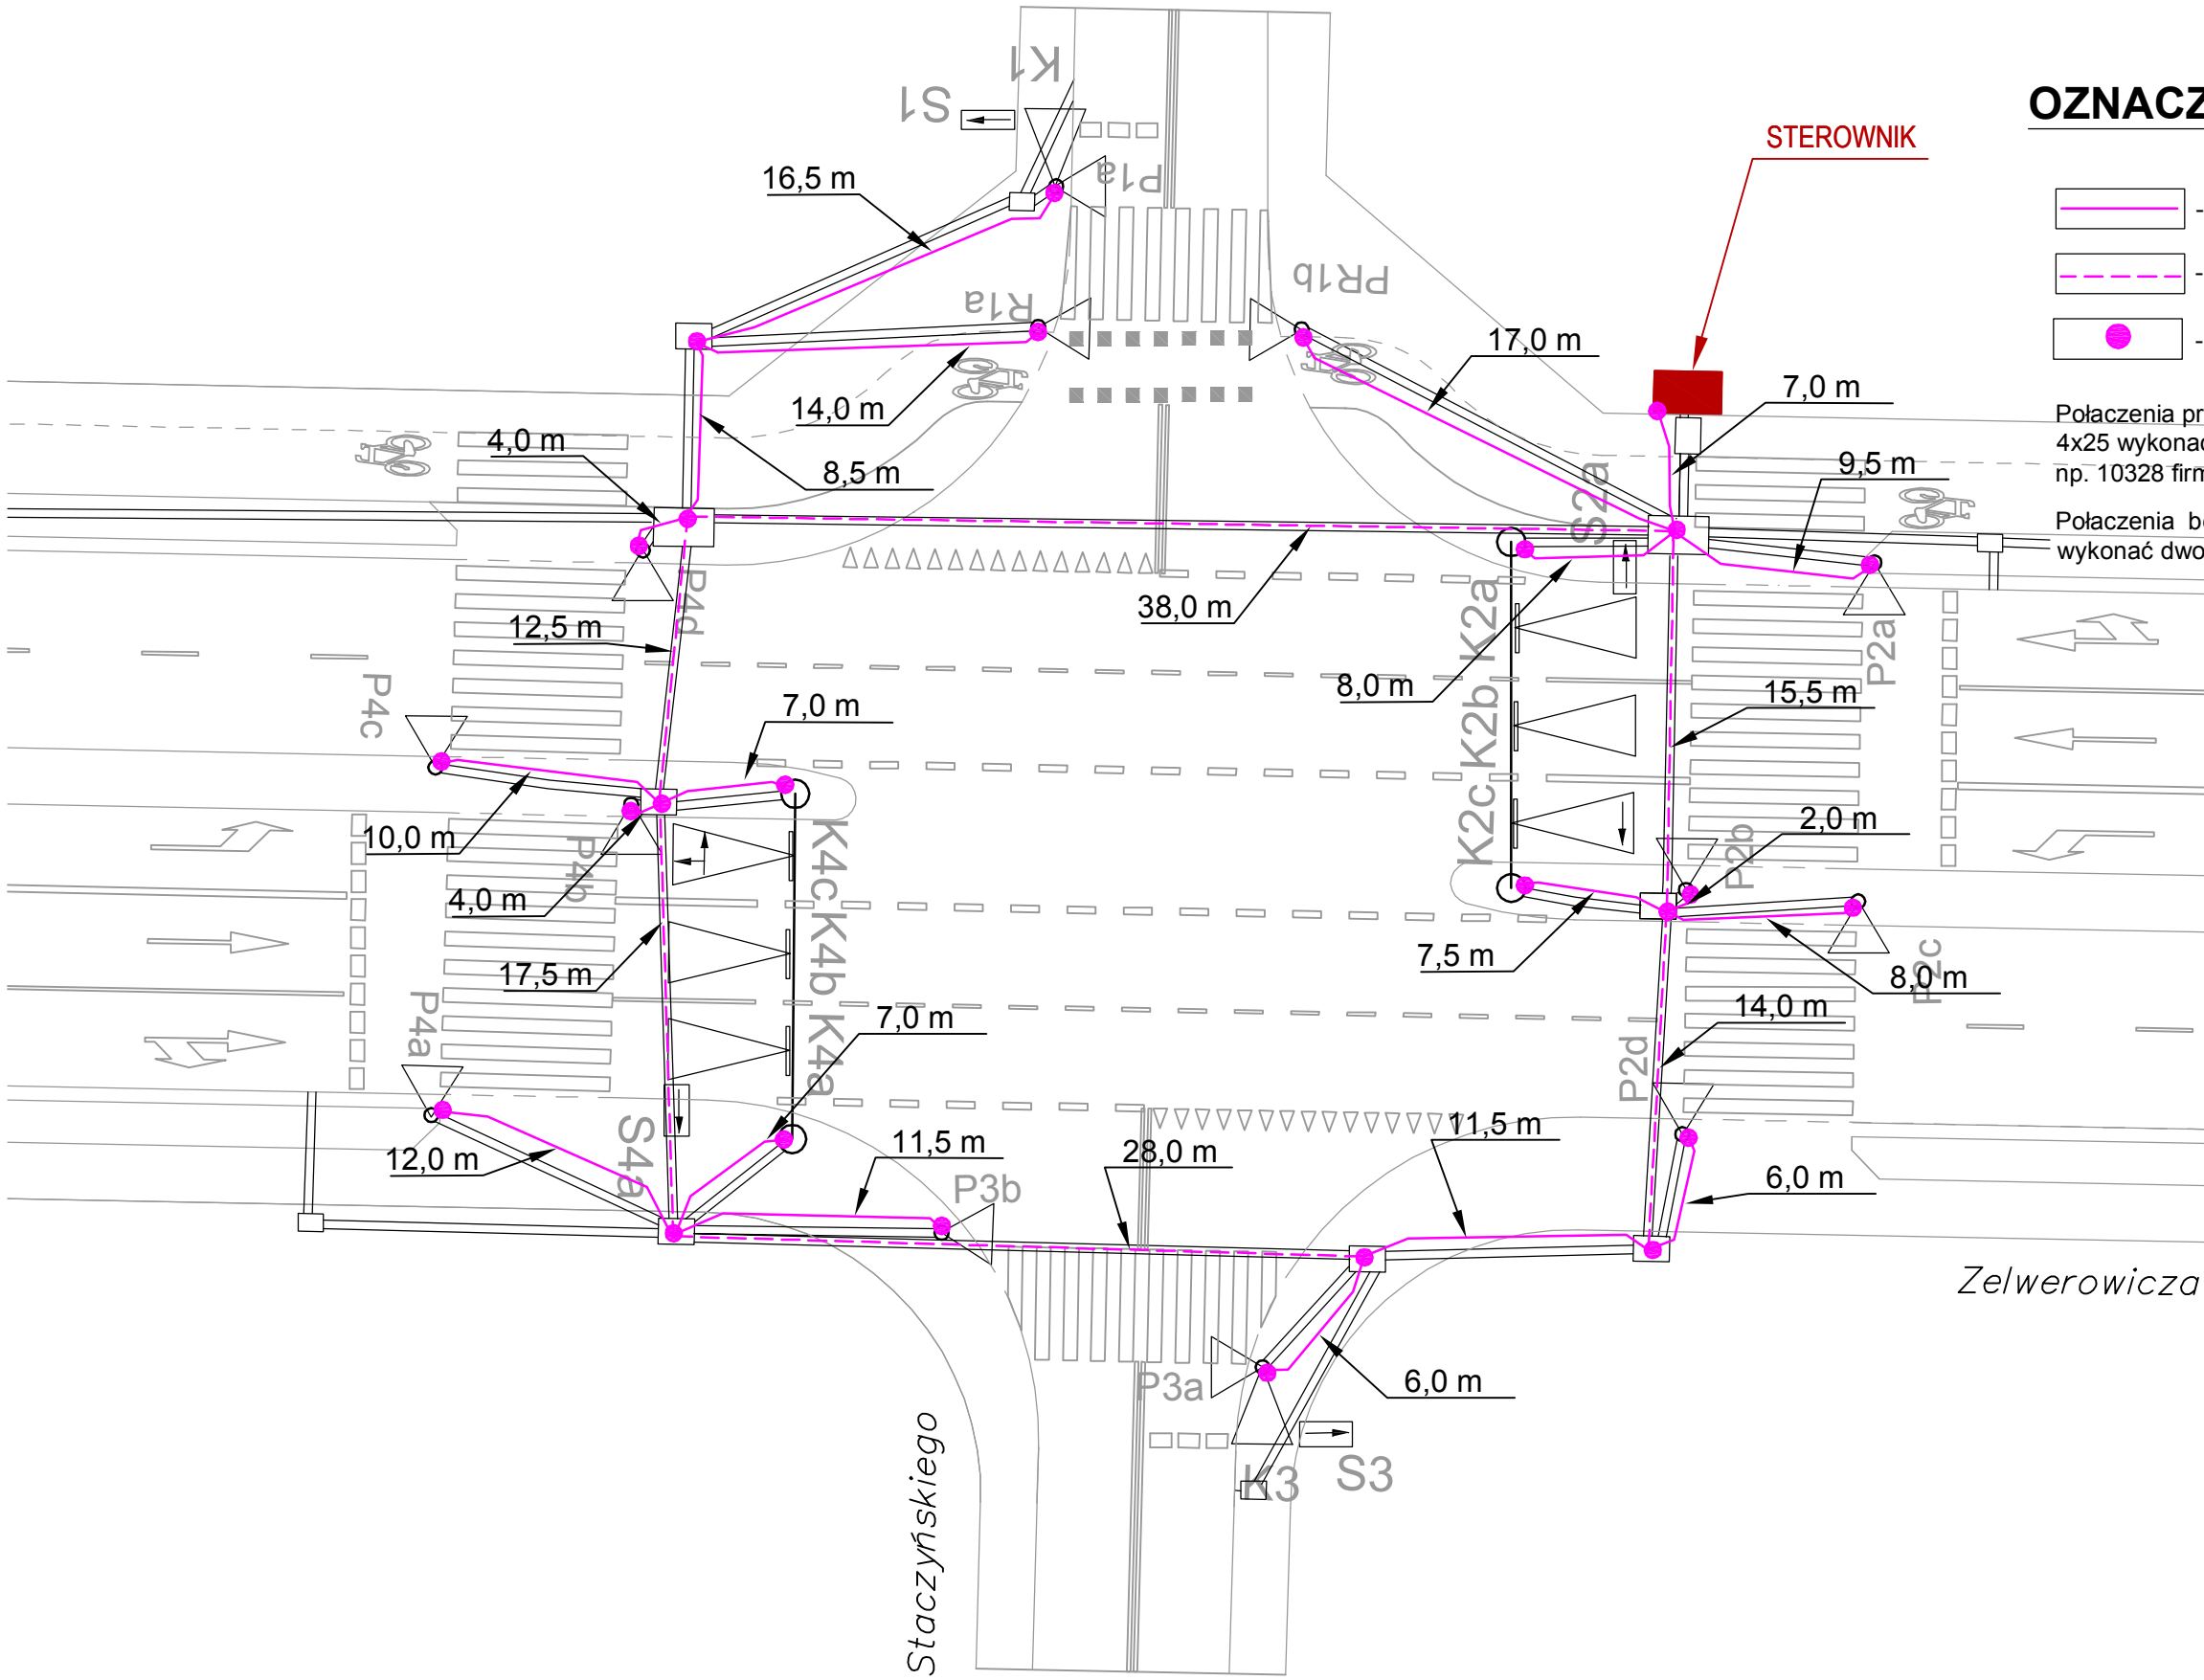 K1
S1
OZNACZ
STEROWNIK
16,5 m
P1a
PR1b
R1a
17,0 m
7,0 m
14,0 m
4,0 m
8,5 m
9,5 m
Połaczenia pr
4x25 wykonać
np. 10328 firm
Połaczenia be
wykonać dwo
S2a
P4d
12,5 m
38,0 m
K2c K2b K2a
P2a
P4c
8,0 m
15,5 m
7,0 m
10,0 m
P4b
4,0 m
K4c K4b K4a
2,0 m
P2b
17,5 m
7,5 m
P2c
8,0 m
P4a
7,0 m
14,0 m
P2d
S4a
12,0 m
11,5 m
28,0 m
11,5 m
P3b
6,0 m
Zelwerowicza
P3a
6,0 m
K3
S3
Staczyńskiego